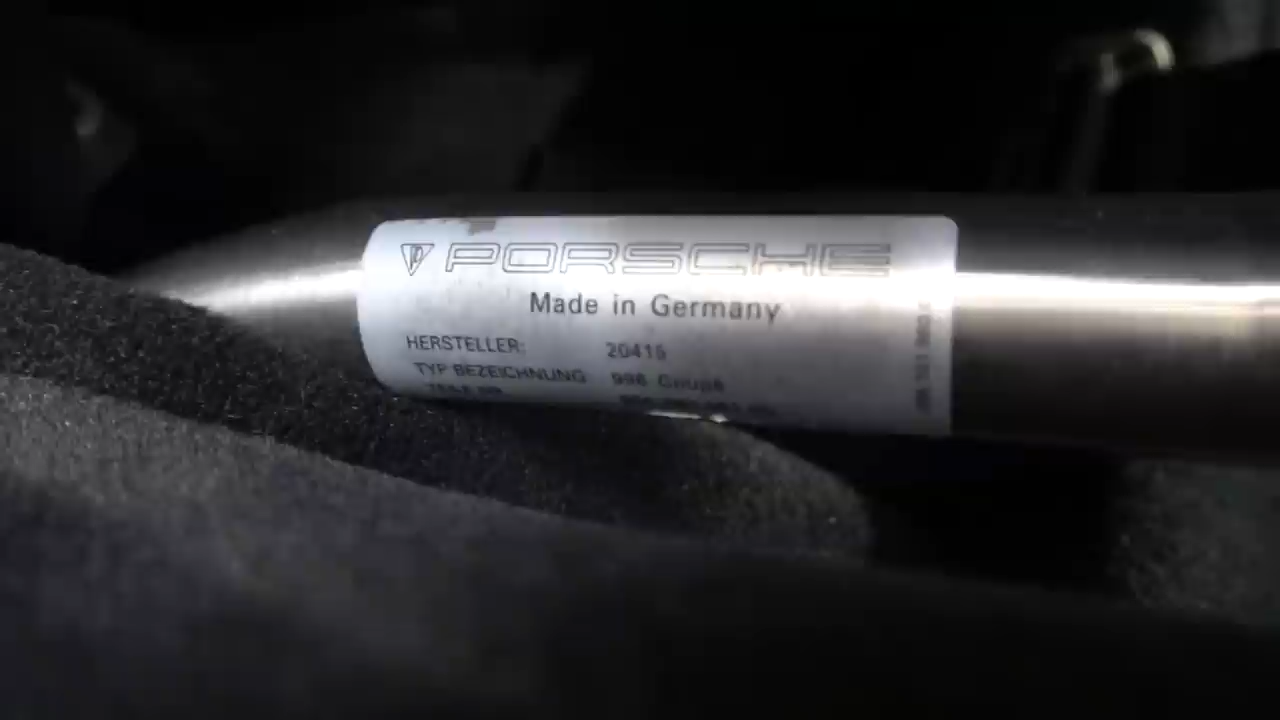 PORSCHE
Made in Germany
HERSTELLER: 20415
TYP BEZEICHNUNG 996 Coupé